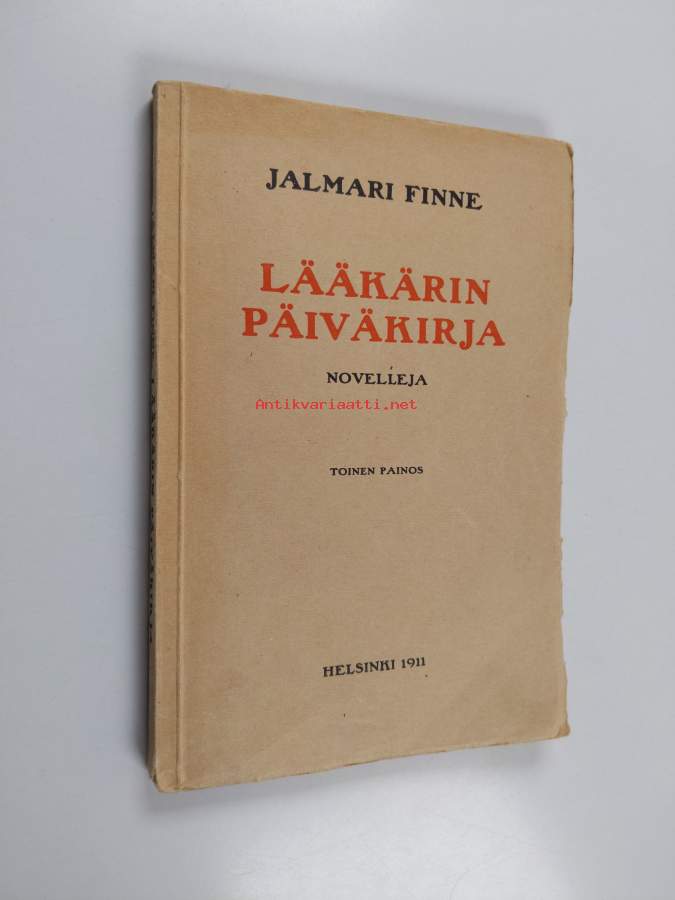 JALMARI FINNE
LÄÄKÄRIN
PÄIVÄKIRJA
NOVELLEJA
Antikvariaatti.net
TOINEN PAINOS
HELSINKI 1911